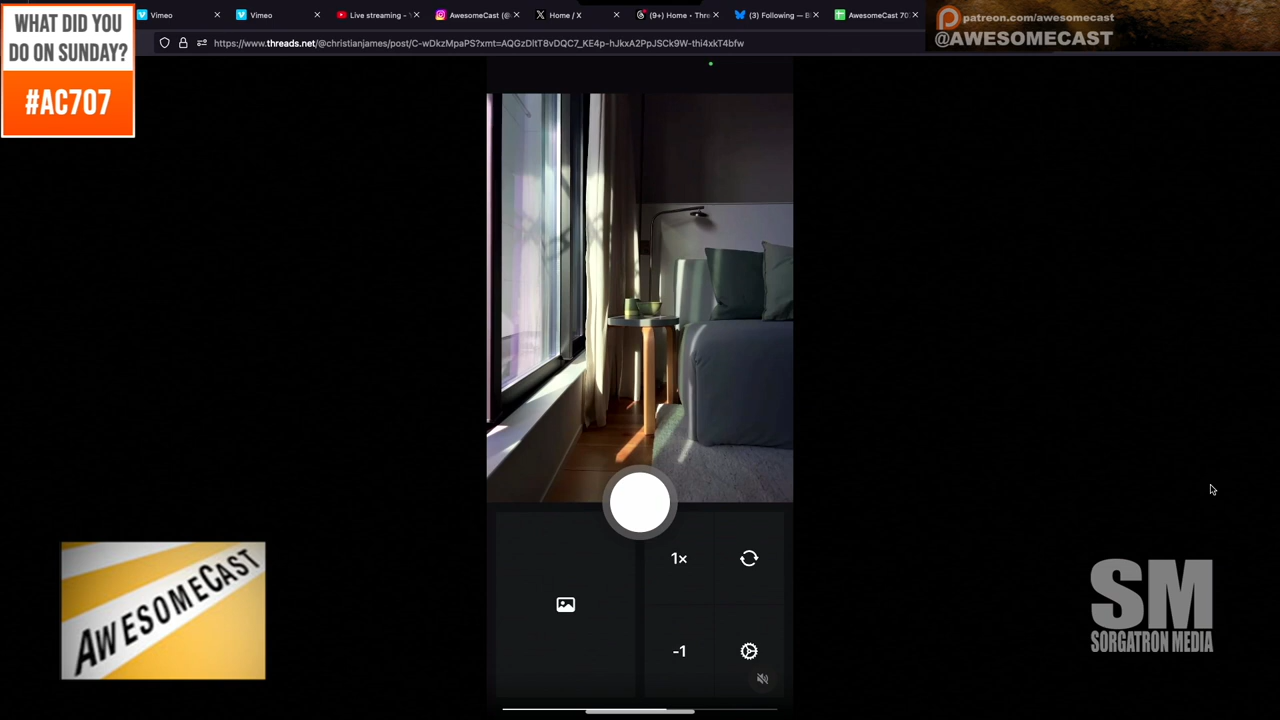 WHAT DID YOU
DO ON SUNDAY?
#AC707
Vimeo
Vimeo
Live streaming - Y
AwesomeCast (@
Home / X
(9+) Home • Thre
(3) Following — B
AwesomeCast 70
https://www.threads.net/@christianjames/post/C-wDkzMpaPS?xmt=AQGzDltT8vDQC7_KE4p-hJkxA2PpJSCk9W-thi4xkT4bfw
patreon.com/awesomecast
@AWESOMECAST
1×
-1
AWESOMECAST
SM
SORGATRON MEDIA